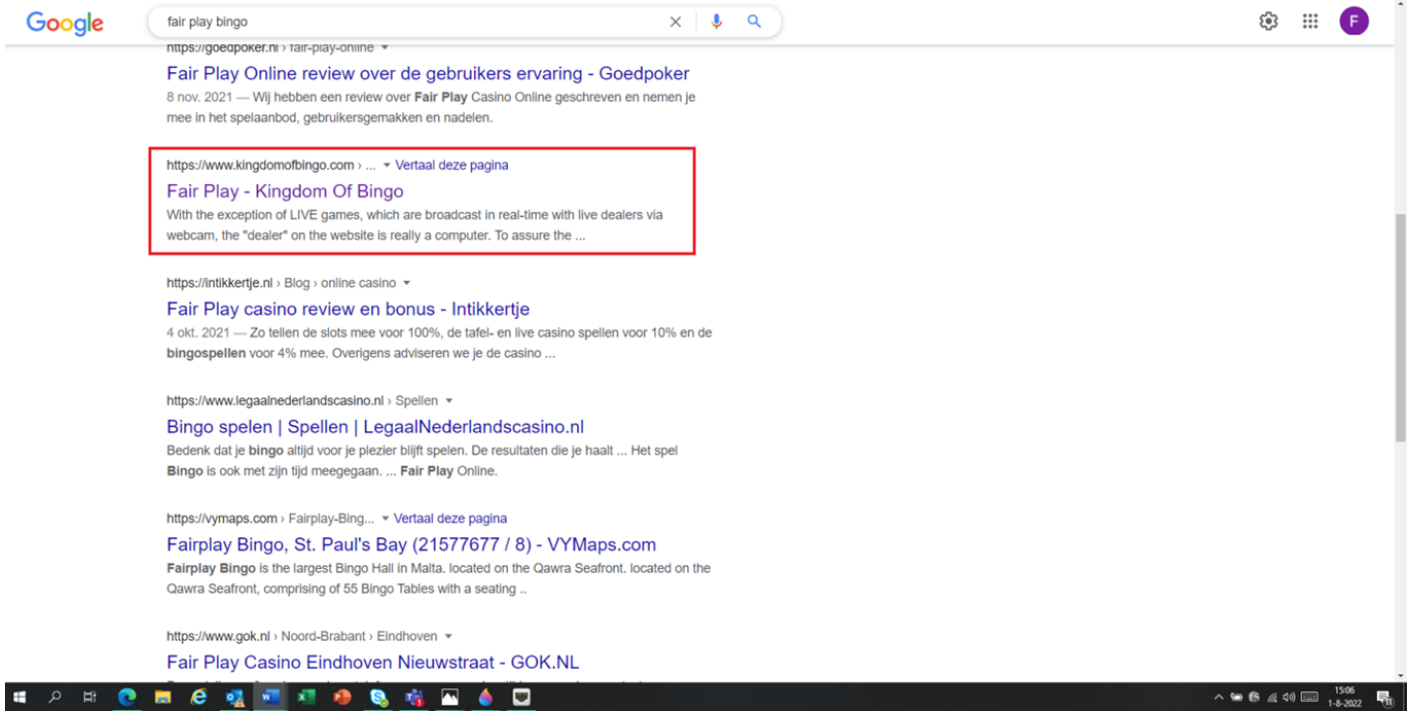 Google
fair play bingo
F
https://goedpoker.nl › fair-play-online
Fair Play Online review over de gebruikers ervaring - Goedpoker
8 nov. 2021 — Wij hebben een review over Fair Play Casino Online geschreven en nemen je
mee in het spelaanbod, gebruikersgemakken en nadelen.
https://www.kingdomofbingo.com › ... Vertaal deze pagina
Fair Play - Kingdom Of Bingo
With the exception of LIVE games, which are broadcast in real-time with live dealers via
webcam, the "dealer" on the website is really a computer. To assure the ...
https://intikkertje.nl › Blog › online casino
Fair Play casino review en bonus - Intikkertje
4 okt. 2021 — Zo tellen de slots mee voor 100%, de tafel- en live casino spellen voor 10% en de
bingospellen voor 4% mee. Overigens adviseren we je de casino ...
https://www.legaalnederlandscasino.nl › Spellen
Bingo spelen | Spellen | LegaalNederlandscasino.nl
Bedenk dat je bingo altijd voor je plezier blijft spelen. De resultaten die je haalt ... Het spel
Bingo is ook met zijn tijd meegegaan. ... Fair Play Online.
https://vymaps.com › Fairplay-Bing... Vertaal deze pagina
Fairplay Bingo, St. Paul's Bay (21577677 / 8) - VYMaps.com
Fairplay Bingo is the largest Bingo Hall in Malta. located on the Qawra Seafront. located on the
Qawra Seafront, comprising of 55 Bingo Tables with a seating ..
https://www.gok.nl › Noord-Brabant › Eindhoven
Fair Play Casino Eindhoven Nieuwstraat - GOK.NL
15:06
1-8-2022